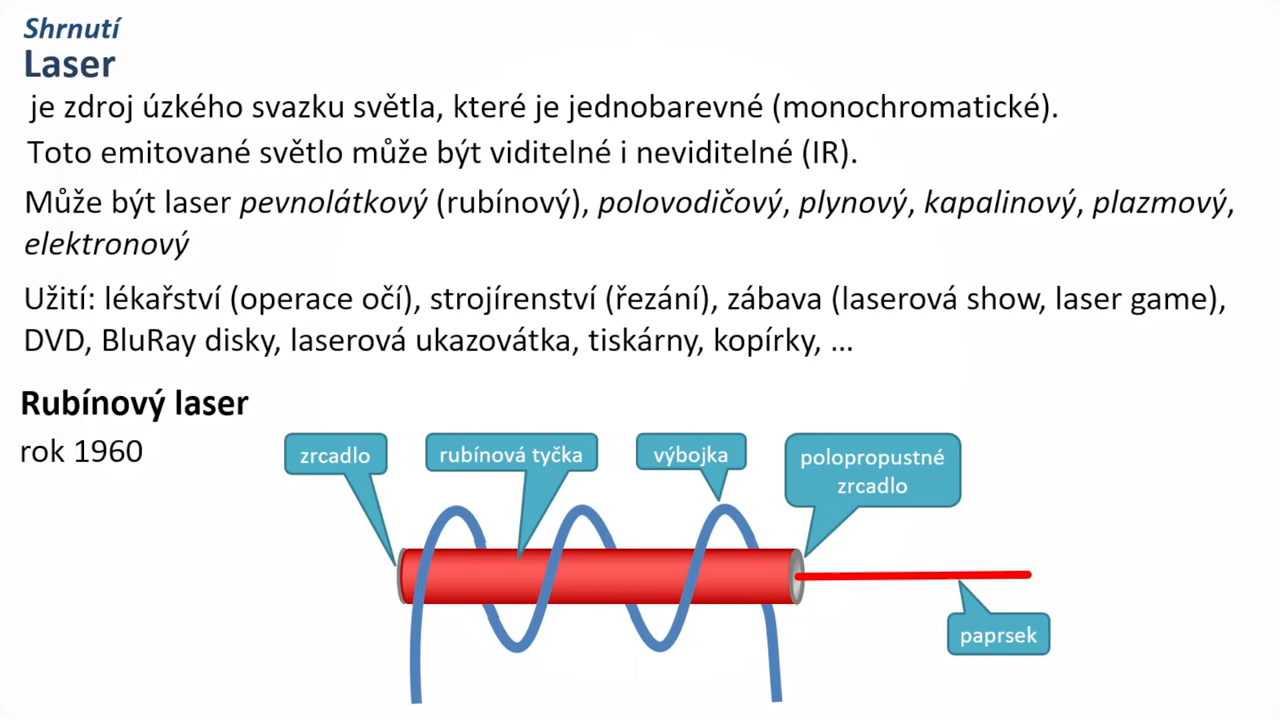 Shrnutí
Laser
je zdroj úzkého svazku světla, které je jednobarevné (monochromatické).
Toto emitované světlo může být viditelné i neviditelné (IR).
Může být laser pevnolátkový (rubínový), polovodičový, plynový, kapalinový, plazmový,
elektronový
Užití: lékařství (operace očí), strojírenství (řezání), zábava (laserová show, laser game),
DVD, BluRay disky, laserová ukazovátka, tiskárny, kopírky, ...
Rubínový laser
rok 1960
zrcadlo
rubínová tyčka
výbojka
polopropustné
zrcadlo
paprsek